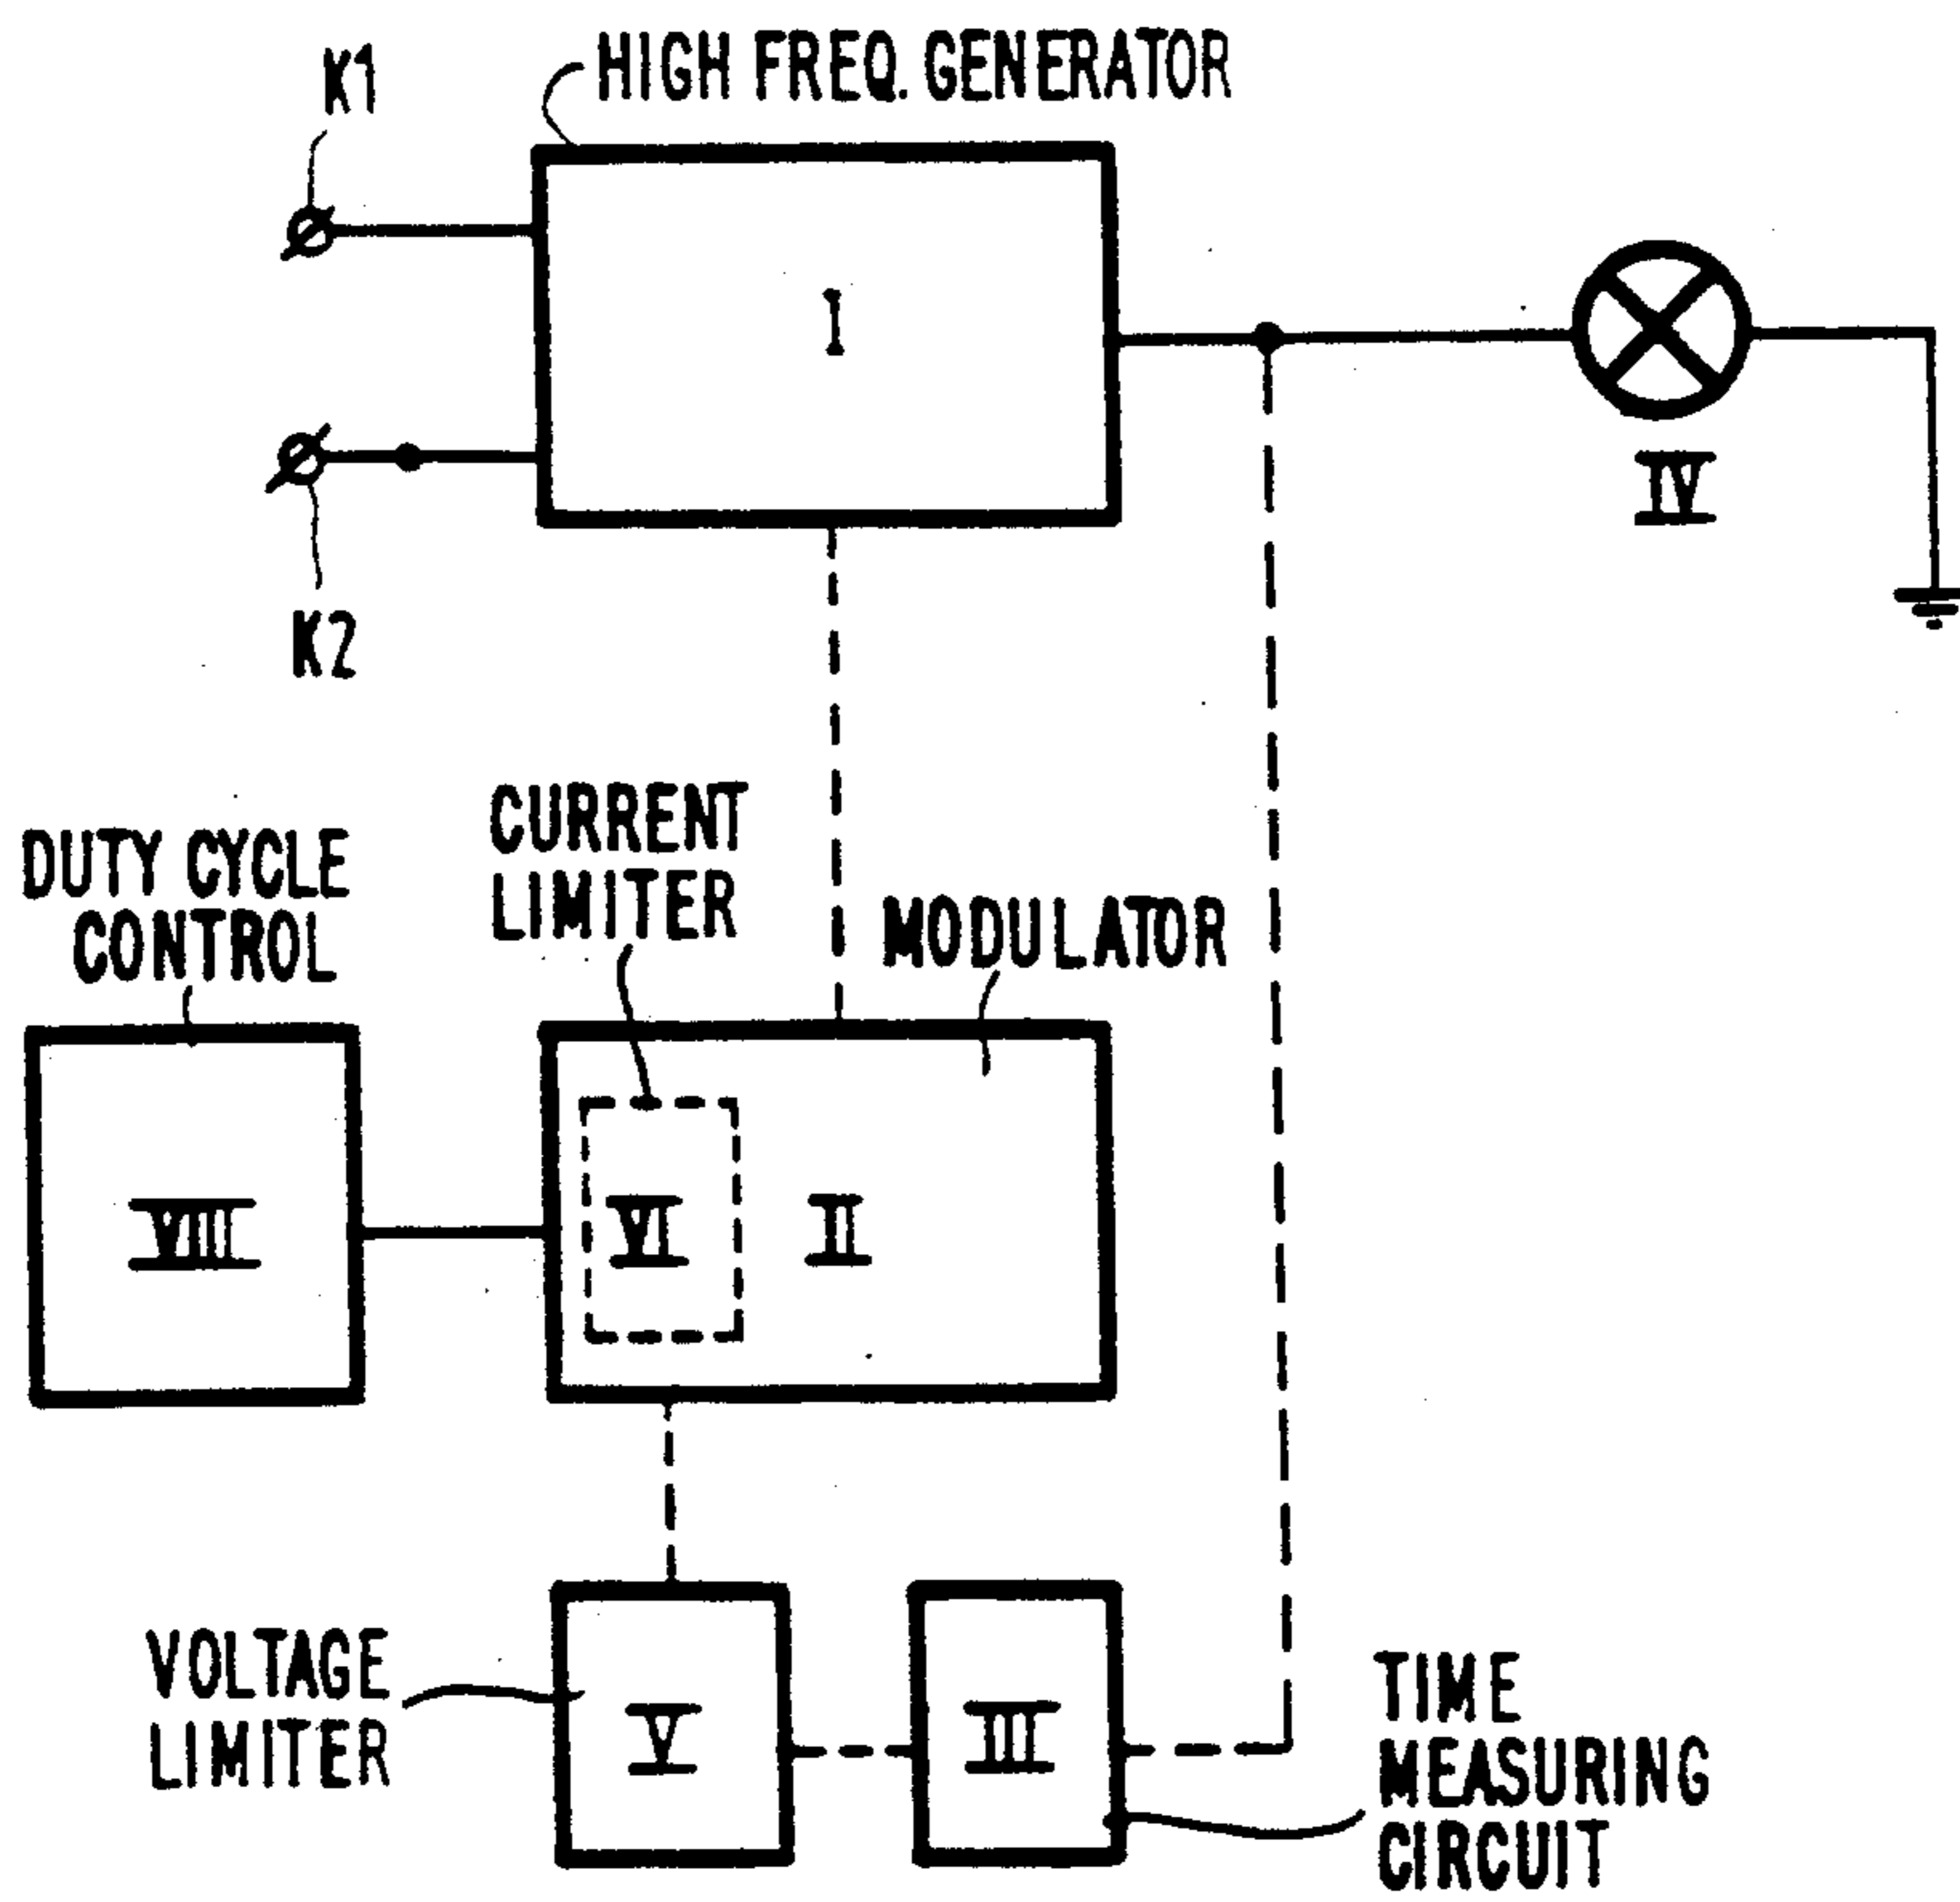 K1
HIGH FREQ. GENERATOR
I
IV
K2
DUTY CYCLE
CONTROL
CURRENT
LIMITER
MODULATOR
VIII
VI
II
VOLTAGE
LIMITER
V
III
TIME
MEASURING
CIRCUIT